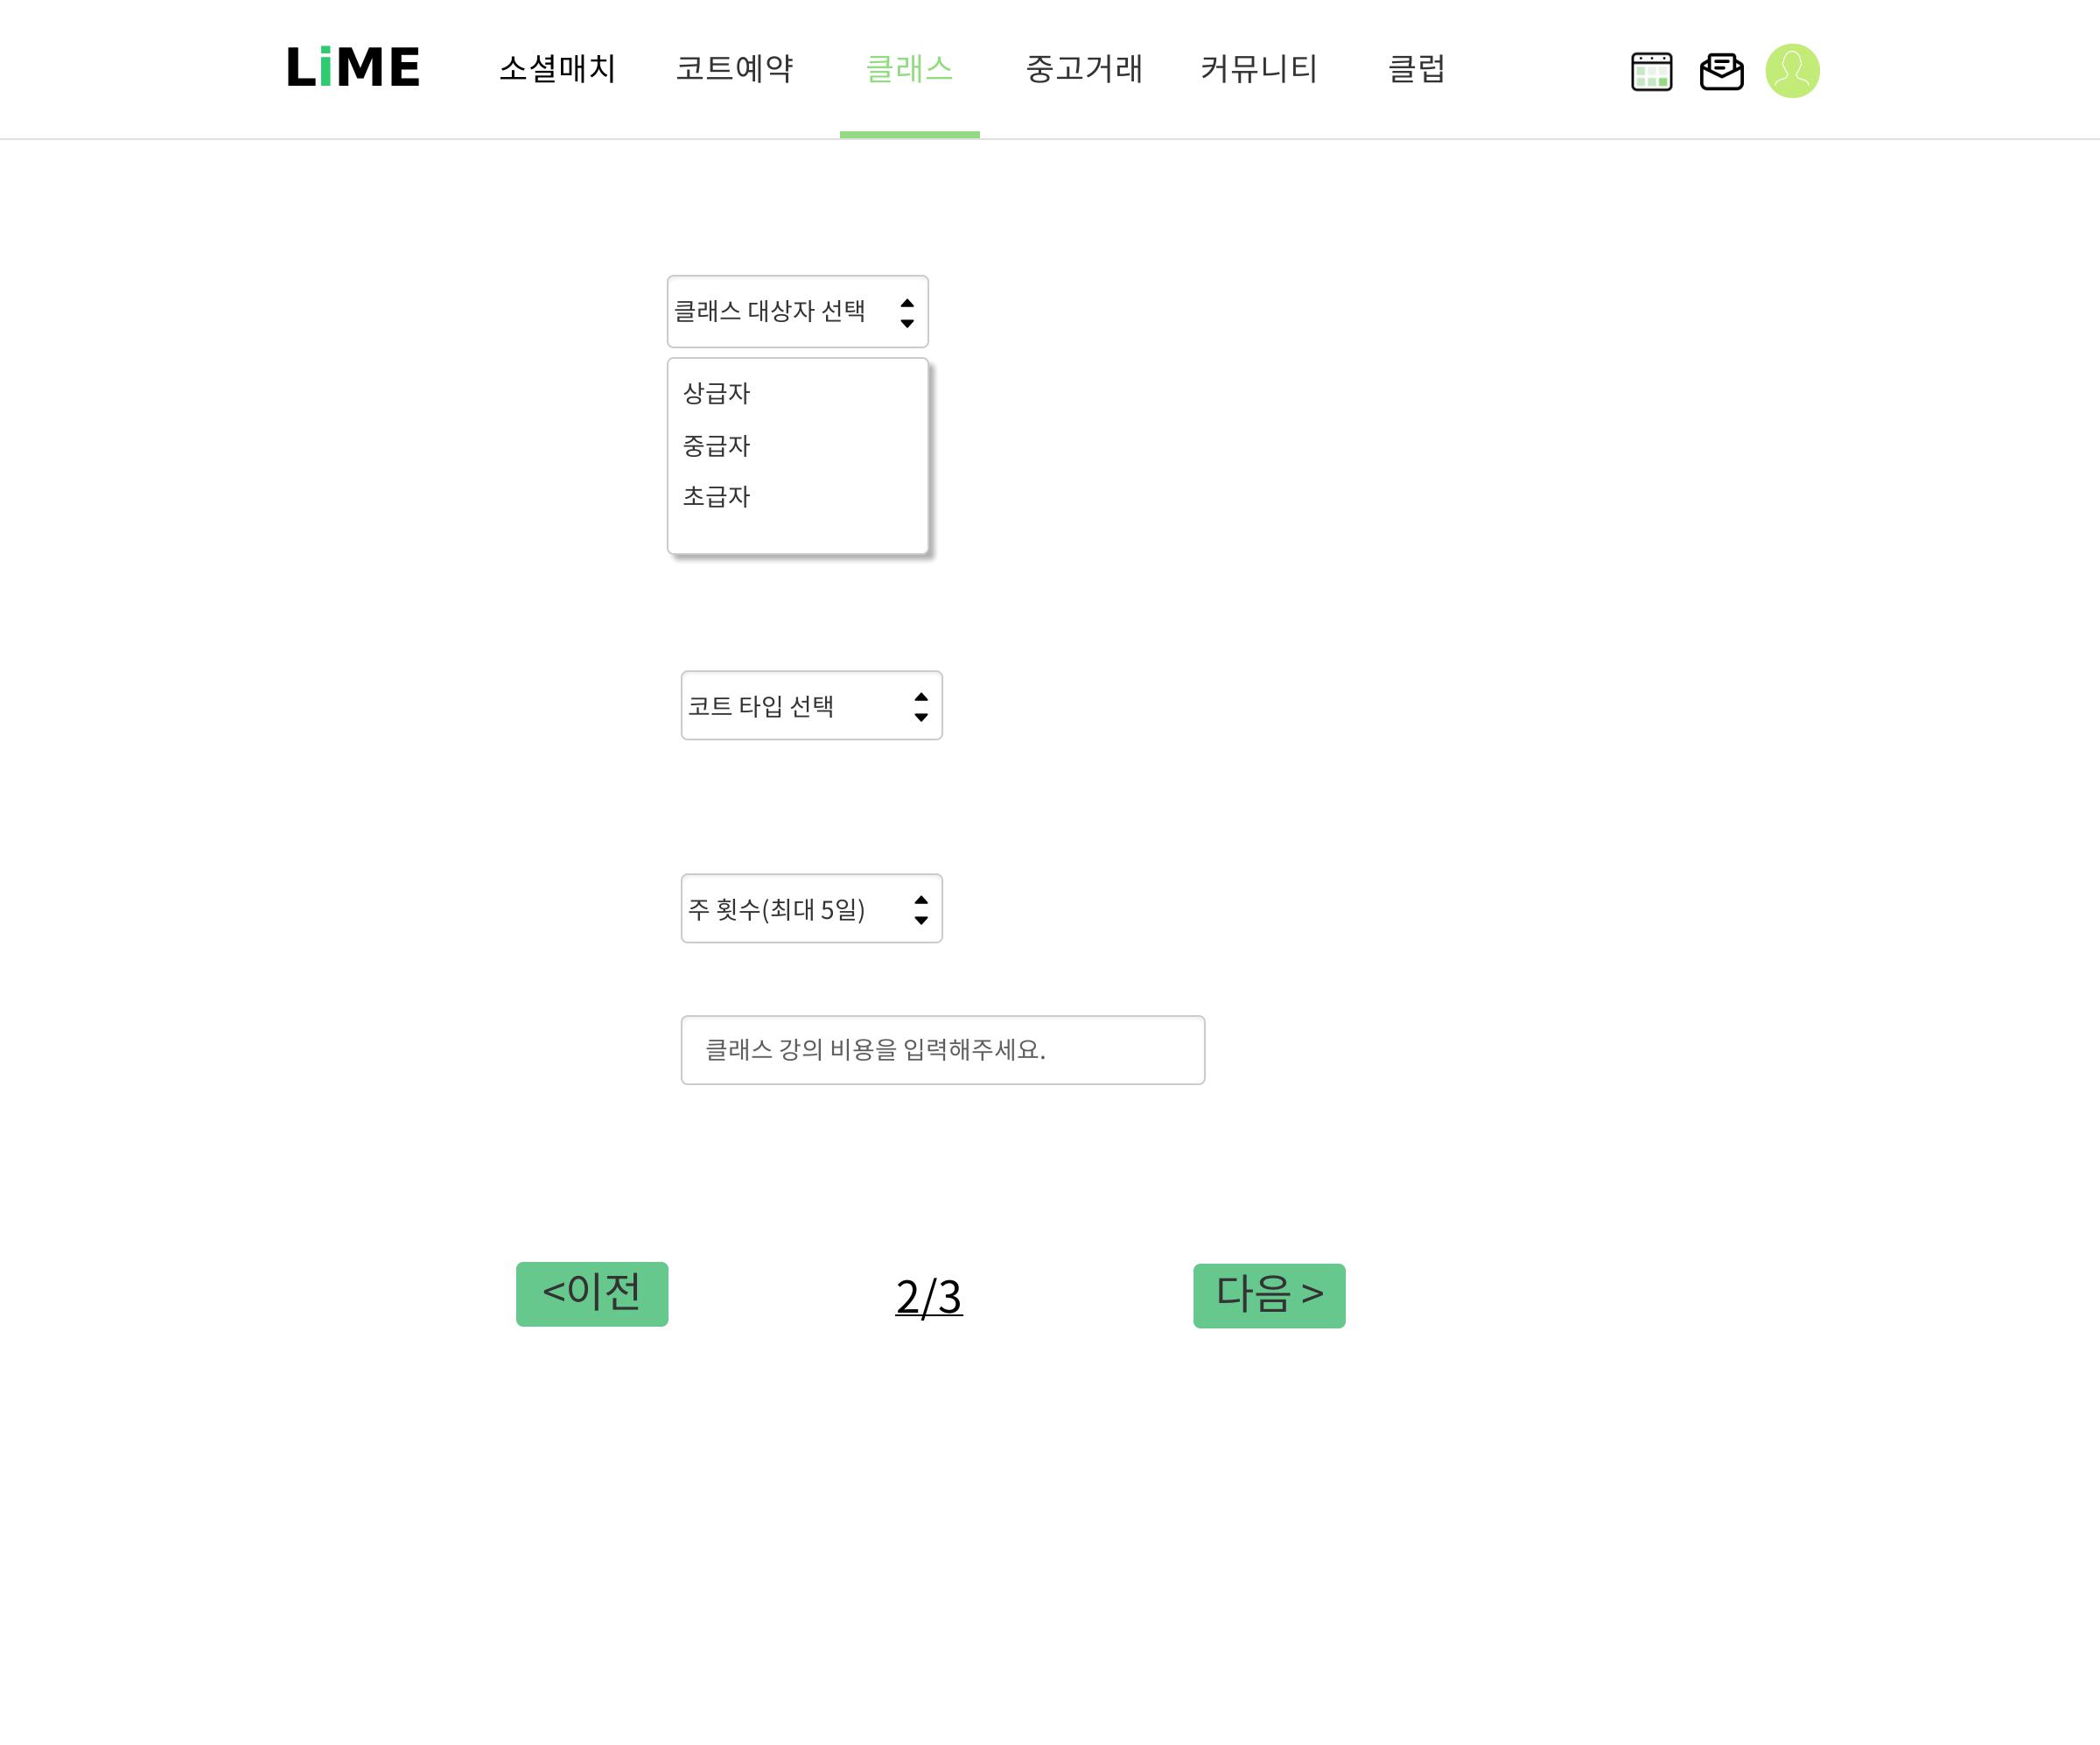 LiME 소셜매치 코트예약 클래스 중고거래 커뮤니티 클럽
클래스 대상자 선택
상급자
중급자
초급자
코트 타입 선택
주 횟수(최대 5일)
클래스 강의 비용을 입력해주세요.
<이전 2/3 다음 >